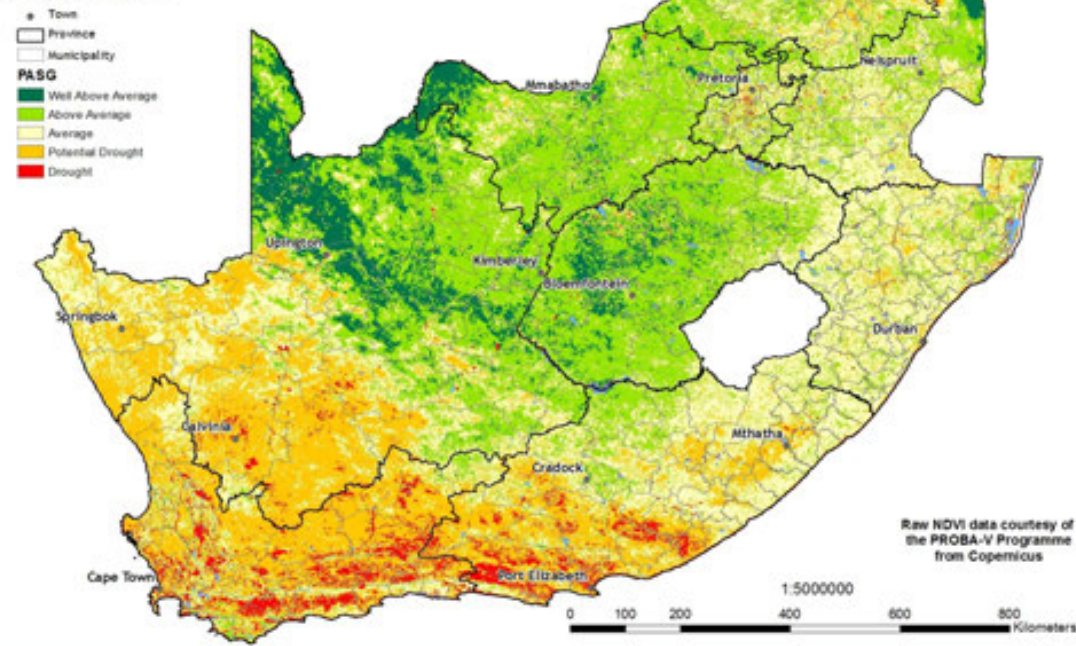 Town
Province
Municipality
PASG
Well Above Average
Above Average
Average
Potential Drought
Drought
Mmabatho
Pretoria
Nelspruit
Upington
Kimberley
Bloemfontein
Springbok
Durban
Calvinia
Mthatha
Cradock
Cape Town
Port Elizabeth
Raw NDVI data courtesy of
the PROBA-V Programme
from Copernicus
1:5000000
0 100 200 400 600 800
Kilometers